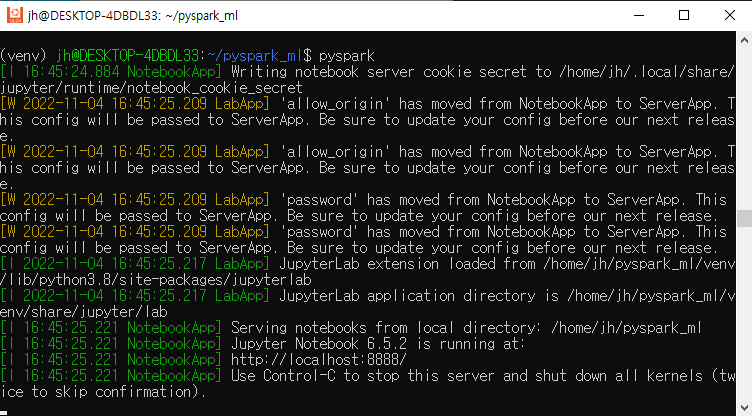 jh@DESKTOP-4DBDL33: ~/pyspark_ml
(venv) jh@DESKTOP-4DBDL33:~/pyspark_ml$ pyspark
[I 16:45:24.884 NotebookApp] Writing notebook server cookie secret to /home/jh/.local/share/
jupyter/runtime/notebook_cookie_secret
[W 2022-11-04 16:45:25.209 LabApp] 'allow_origin' has moved from NotebookApp to ServerApp. T
his config will be passed to ServerApp. Be sure to update your config before our next releas
e.
[W 2022-11-04 16:45:25.209 LabApp] 'allow_origin' has moved from NotebookApp to ServerApp. T
his config will be passed to ServerApp. Be sure to update your config before our next releas
e.
[W 2022-11-04 16:45:25.209 LabApp] 'password' has moved from NotebookApp to ServerApp. This
config will be passed to ServerApp. Be sure to update your config before our next release.
[W 2022-11-04 16:45:25.209 LabApp] 'password' has moved from NotebookApp to ServerApp. This
config will be passed to ServerApp. Be sure to update your config before our next release.
[I 2022-11-04 16:45:25.217 LabApp] JupyterLab extension loaded from /home/jh/pyspark_ml/venv
/lib/python3.8/site-packages/jupyterlab
[I 2022-11-04 16:45:25.217 LabApp] JupyterLab application directory is /home/jh/pyspark_ml/v
env/share/jupyter/lab
[I 16:45:25.221 NotebookApp] Serving notebooks from local directory: /home/jh/pyspark_ml
[I 16:45:25.221 NotebookApp] Jupyter Notebook 6.5.2 is running at:
[I 16:45:25.221 NotebookApp] http://localhost:8888/
[I 16:45:25.221 NotebookApp] Use Control-C to stop this server and shut down all kernels (tw
ice to skip confirmation).